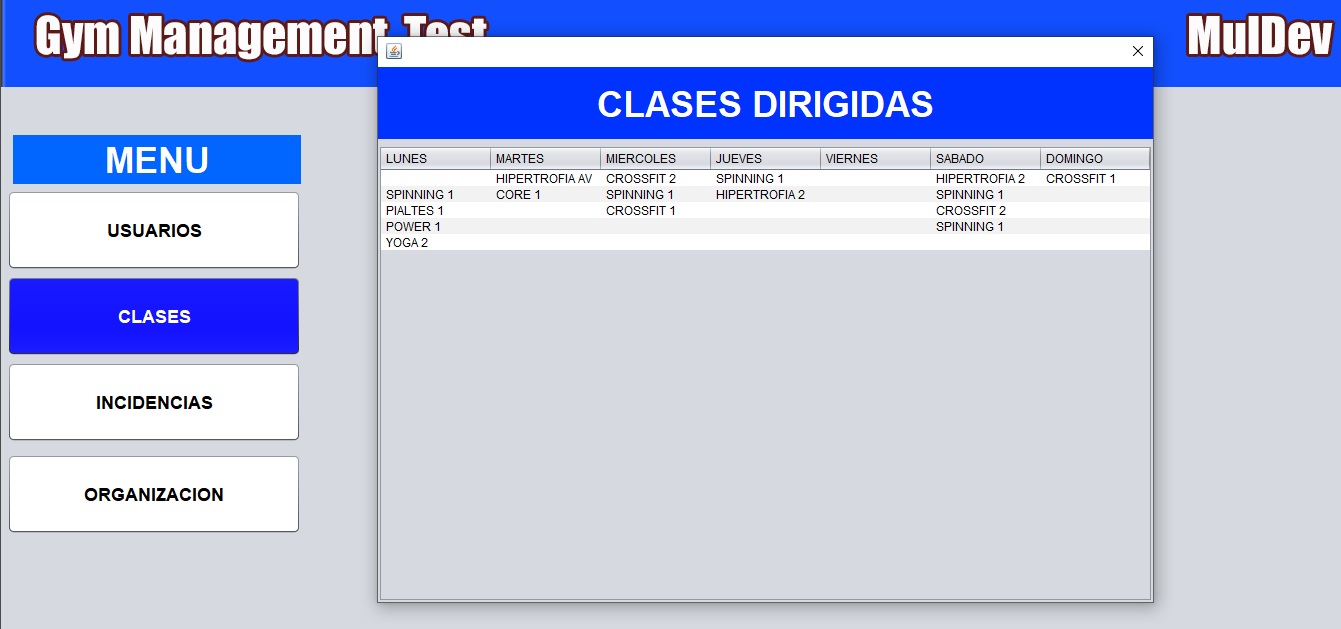 Gym Management Test
MulDev
CLASES DIRIGIDAS
MENU
USUARIOS
CLASES
INCIDENCIAS
ORGANIZACION
LUNES MARTES MIERCOLES JUEVES VIERNES SABADO DOMINGO
HIPERTROFIA AV CROSSFIT 2 SPINNING 1 HIPERTROFIA 2 CROSSFIT 1
SPINNING 1 CORE 1 SPINNING 1 HIPERTROFIA 2 SPINNING 1
PIALTES 1 CROSSFIT 1 CROSSFIT 2
POWER 1 SPINNING 1
YOGA 2